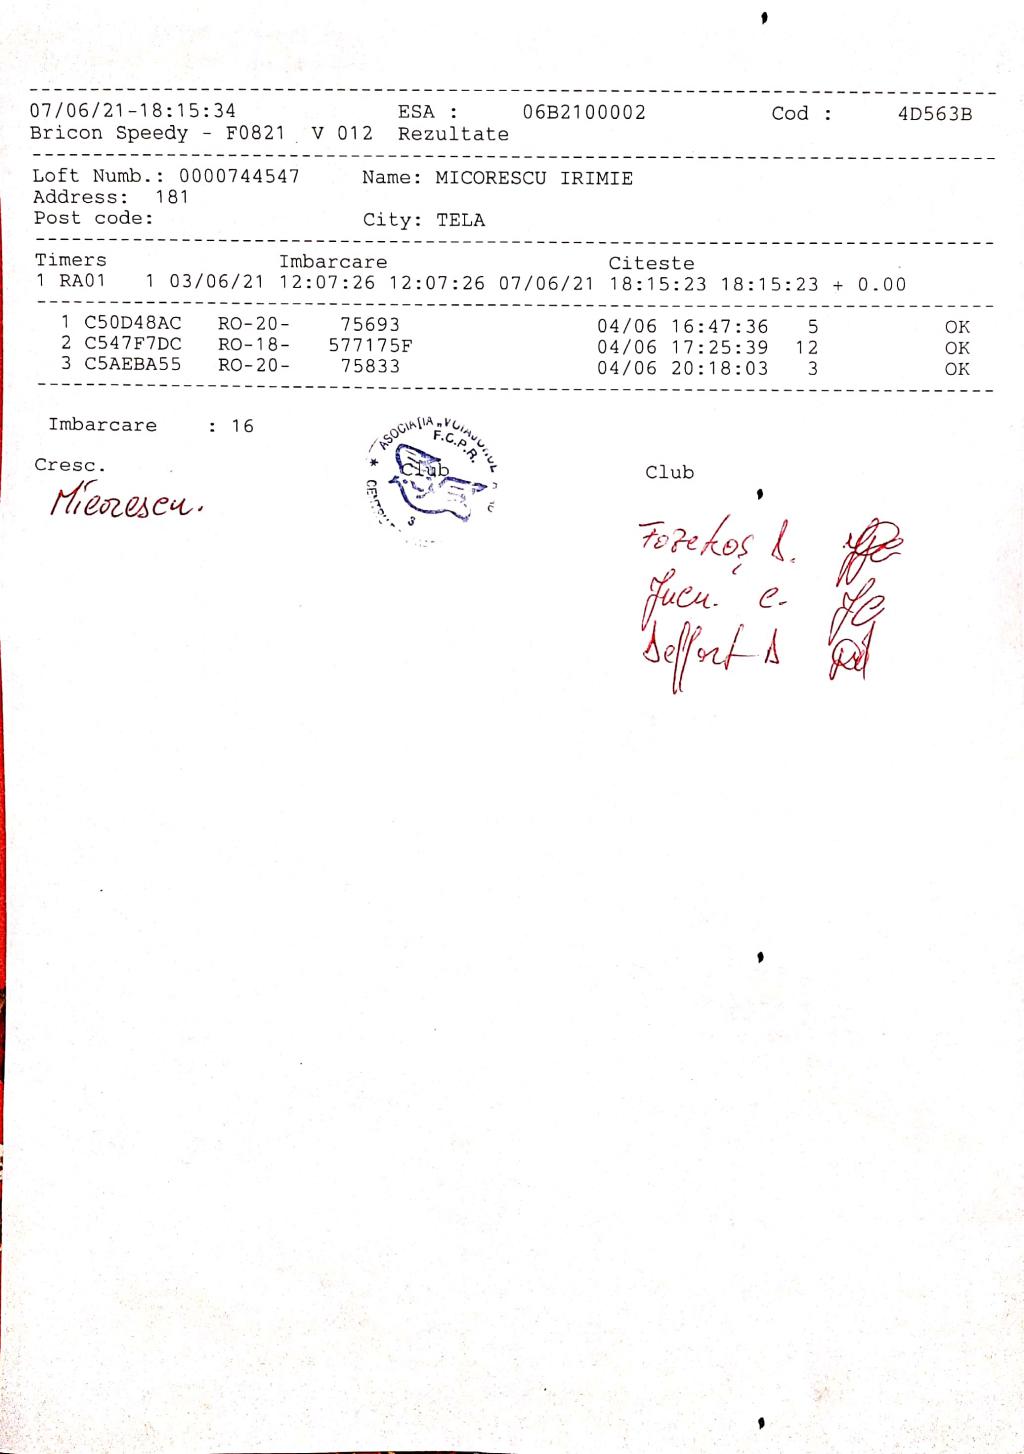 07/06/21-18:15:34 ESA : 06B2100002 Cod : 4D563B
Bricon Speedy - F0821 V 012 Rezultate
Loft Numb.: 0000744547 Name: MICORESCU IRIMIE
Address: 181
Post code: City: TELA
Timers Imbarcare Citeste
1 RA01 1 03/06/21 12:07:26 12:07:26 07/06/21 18:15:23 18:15:23 + 0.00
1 C50D48AC RO-20- 75693 04/06 16:47:36 5 OK
2 C547F7DC RO-18- 577175F 04/06 17:25:39 12 OK
3 C5AEBA55 RO-20- 75833 04/06 20:18:03 3 OK
Imbarcare : 16
ASOCIAȚIA
F.C.P.R.
Cresc. Club Club
Micorescu.
3